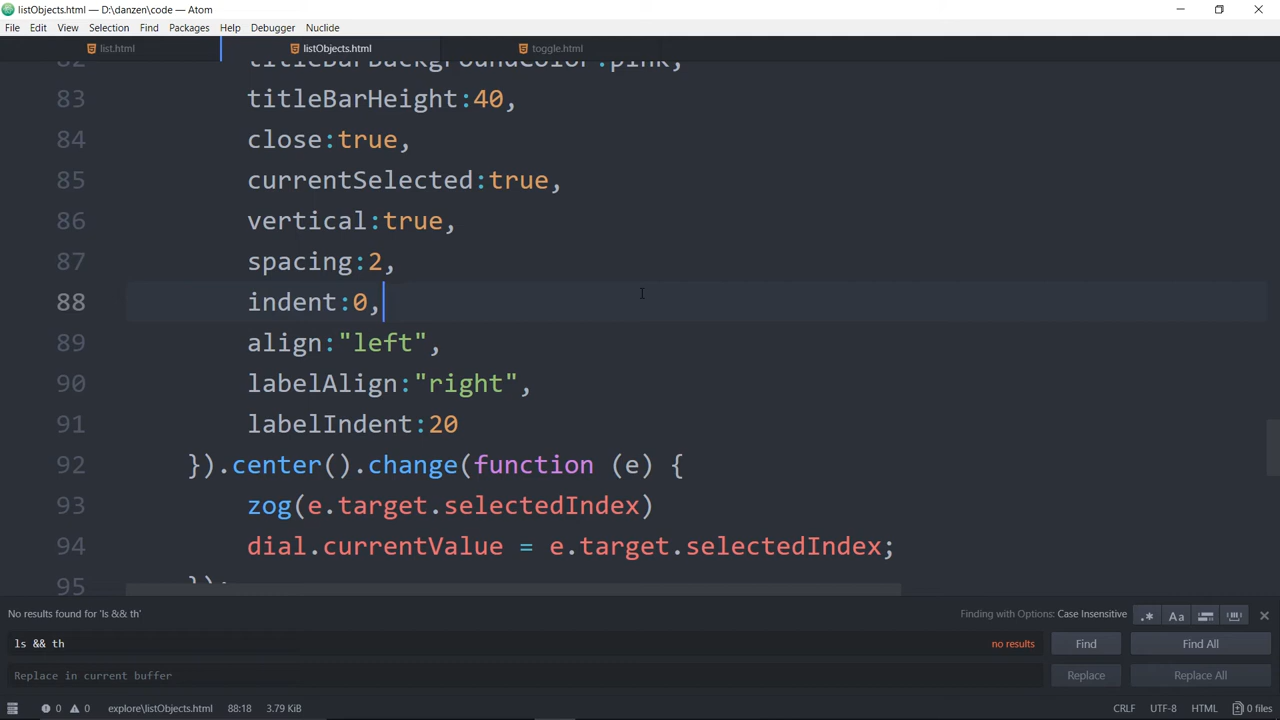 listObjects.html — D:\danzen\code — Atom
File Edit View Selection Find Packages Help Debugger Nuclide
list.html listObjects.html toggle.html
82 titleBarBackgroundColor:pink,
83 titleBarHeight:40,
84 close:true,
85 currentSelected:true,
86 vertical:true,
87 spacing:2,
88 indent:0,
89 align:"left",
90 labelAlign:"right",
91 labelIndent:20
92 }).center().change(function (e) {
93 zog(e.target.selectedIndex)
94 dial.currentValue = e.target.selectedIndex;
95 });
No results found for 'ls && th' Finding with Options: Case Insensitive .* Aa
ls && th no results Find Find All
Replace in current buffer Replace Replace All
0 0 explore\listObjects.html 88:18 3.79 KiB CRLF UTF-8 HTML 0 files